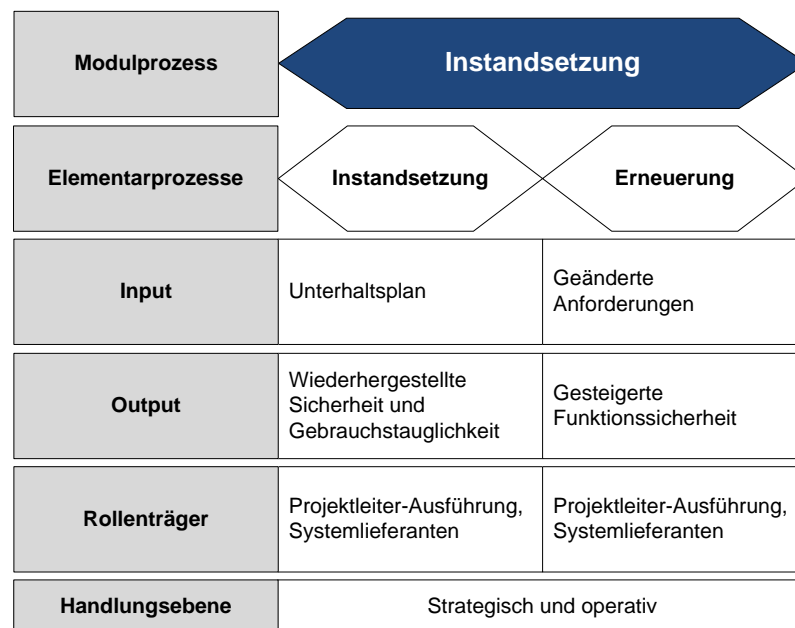 Modulprozess
Instandsetzung
Elementarprozesse
Instandsetzung
Erneuerung
Input
Unterhaltsplan
Geänderte
Anforderungen
Output
Wiederhergestellte
Sicherheit und
Gebrauchstauglichkeit
Gesteigerte
Funktionssicherheit
Rollenträger
Projektleiter-Ausführung,
Systemlieferanten
Projektleiter-Ausführung,
Systemlieferanten
Handlungsebene
Strategisch und operativ